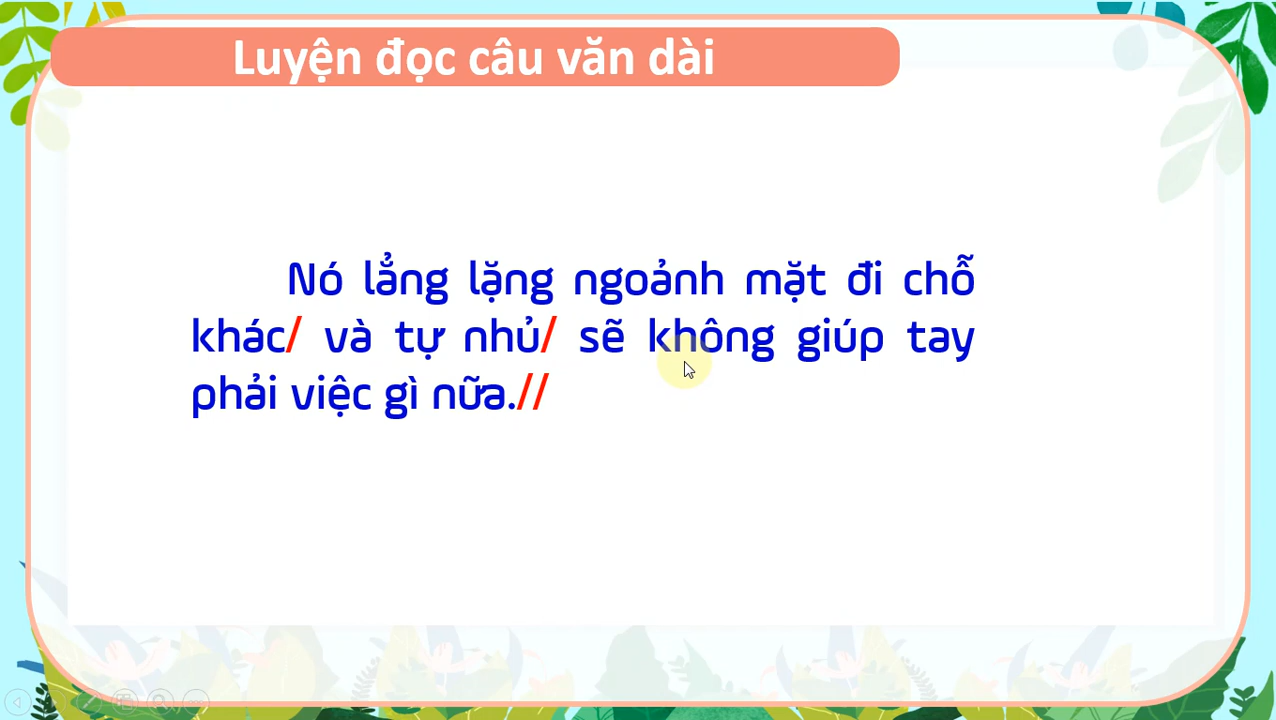 Luyện đọc câu văn dài
Nó lẳng lặng ngoảnh mặt đi chỗ
khác/ và tự nhủ/ sẽ không giúp tay
phải việc gì nữa.//